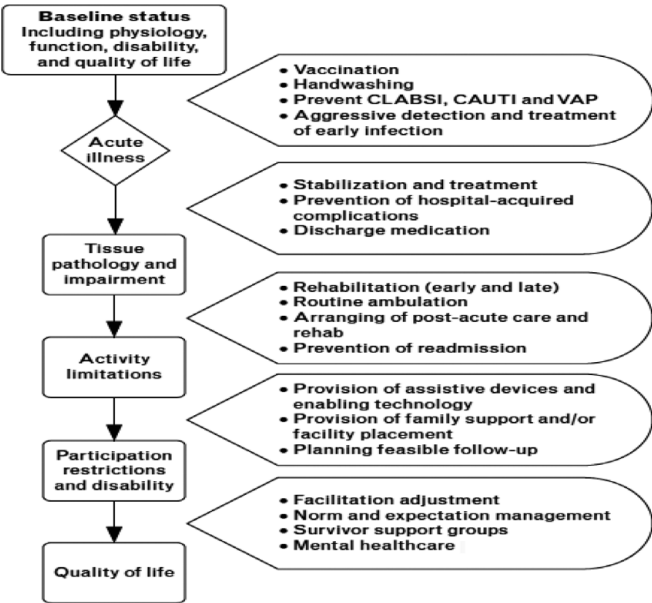 Baseline status
Including physiology,
function, disability,
and quality of life
• Vaccination
• Handwashing
• Prevent CLABSI, CAUTI and VAP
• Aggressive detection and treatment
of early infection
Acute
illness
• Stabilization and treatment
• Prevention of hospital-acquired
complications
• Discharge medication
Tissue
pathology and
impairment
• Rehabilitation (early and late)
• Routine ambulation
• Arranging of post-acute care and
rehab
• Prevention of readmission
Activity
limitations
• Provision of assistive devices and
enabling technology
• Provision of family support and/or
facility placement
• Planning feasible follow-up
Participation
restrictions
and disability
• Facilitation adjustment
• Norm and expectation management
• Survivor support groups
• Mental healthcare
Quality of life